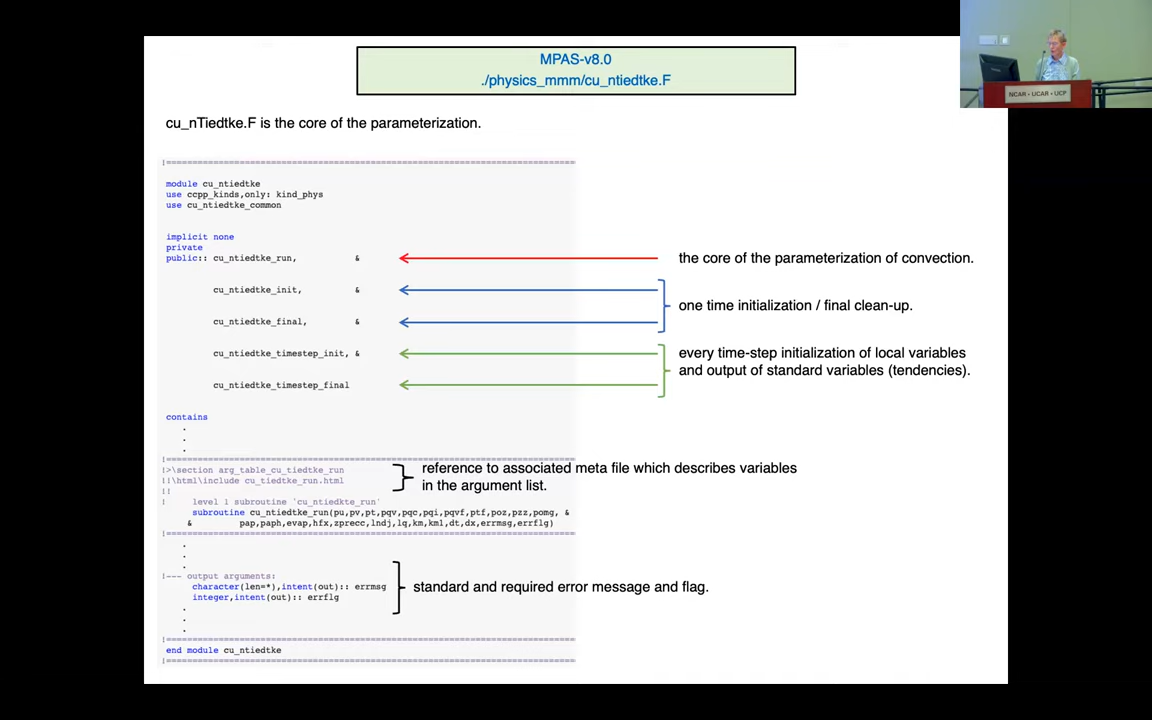 MPAS-v8.0
./physics_mmm/cu_ntiedtke.F
NCAR • UCAR • UCP
cu_nTiedtke.F is the core of the parameterization.
!=================================================================
module cu_ntiedtke
use ccpp_kinds,only: kind_phys
use cu_ntiedtke_common
implicit none
private
public:: cu_ntiedtke_run, &
the core of the parameterization of convection.
cu_ntiedtke_init, &
one time initialization / final clean-up.
cu_ntiedtke_final, &
cu_ntiedtke_timestep_init, &
every time-step initialization of local variables
and output of standard variables (tendencies).
cu_ntiedtke_timestep_final
contains
.
.
.
!=================================================================
!>\section arg_table_cu_tiedtke_run
!!\html\include cu_tiedtke_run.html
!!
reference to associated meta file which describes variables
in the argument list.
! level 1 subroutine 'cu_ntiedkte_run'
subroutine cu_ntiedtke_run(pu,pv,pt,pqv,pqc,pqi,pqvf,ptf,poz,pzz,pomg, &
& pap,paph,evap,hfx,zprecc,lndj,lq,km,kml,dt,dx,errmsg,errflg)
!=================================================================
.
.
.
!--- output arguments:
character(len=*),intent(out):: errmsg
integer,intent(out):: errflg
standard and required error message and flag.
.
.
.
!=================================================================
end module cu_ntiedtke
!=================================================================